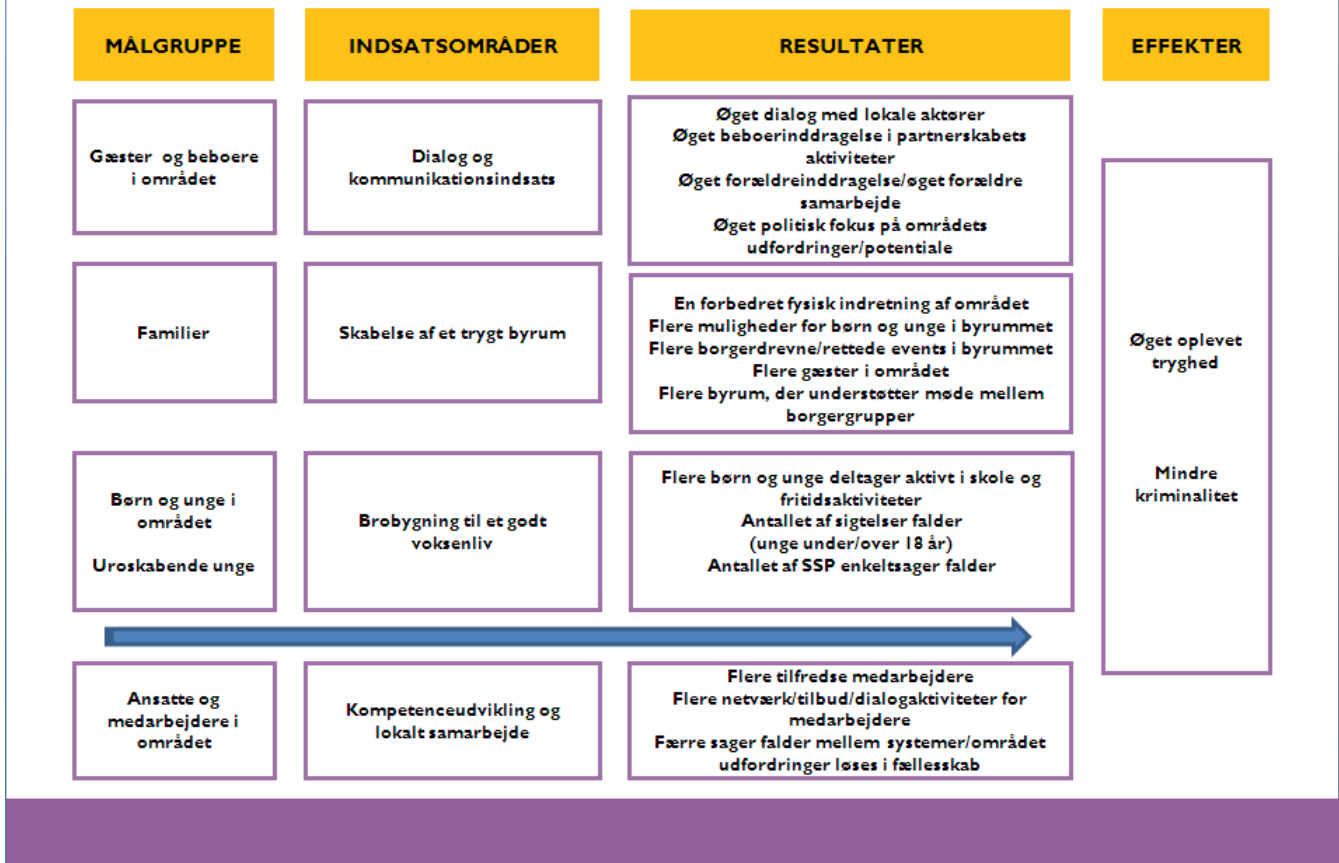 MÅLGRUPPE
INDSATSOMRÅDER
RESULTATER
EFFEKTER
Gæster og beboere
i området
Dialog og
kommunikationsindsats
Øget dialog med lokale aktører
Øget beboerinddragelse i partnerskabets
aktiviteter
Øget forældreinddragelse/øget forældre
samarbejde
Øget politisk fokus på områdets
udfordringer/potentiale
Familier
Skabelse af et trygt byrum
En forbedret fysisk indretning af området
Flere muligheder for børn og unge i byrummet
Flere borgerdrevne/rettede events i byrummet
Flere gæster i området
Flere byrum, der understøtter møde mellem
borgergrupper
Børn og unge i
området
Uroskabende unge
Brobygning til et godt
voksenliv
Flere børn og unge deltager aktivt i skole og
fritidsaktiviteter
Antallet af sigtelser falder
(unge under/over 18 år)
Antallet af SSP enkeltsager falder
Ansatte og
medarbejdere i
området
Kompetenceudvikling og
lokalt samarbejde
Flere tilfredse medarbejdere
Flere netværk/tilbud/dialogaktiviteter for
medarbejdere
Færre sager falder mellem systemer/området
udfordringer løses i fællesskab
Øget oplevet
tryghed
Mindre
kriminalitet